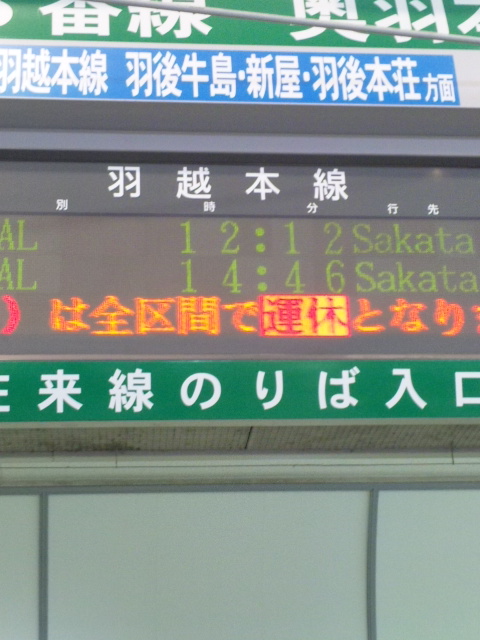 番線 奥羽本
羽越本線 羽後牛島・新屋・羽後本荘方面
羽越本線
別 時 分 行先
AL 12:12 Sakata
AL 14:46 Sakata
)は全区間で運休となりま
在来線のりば入口